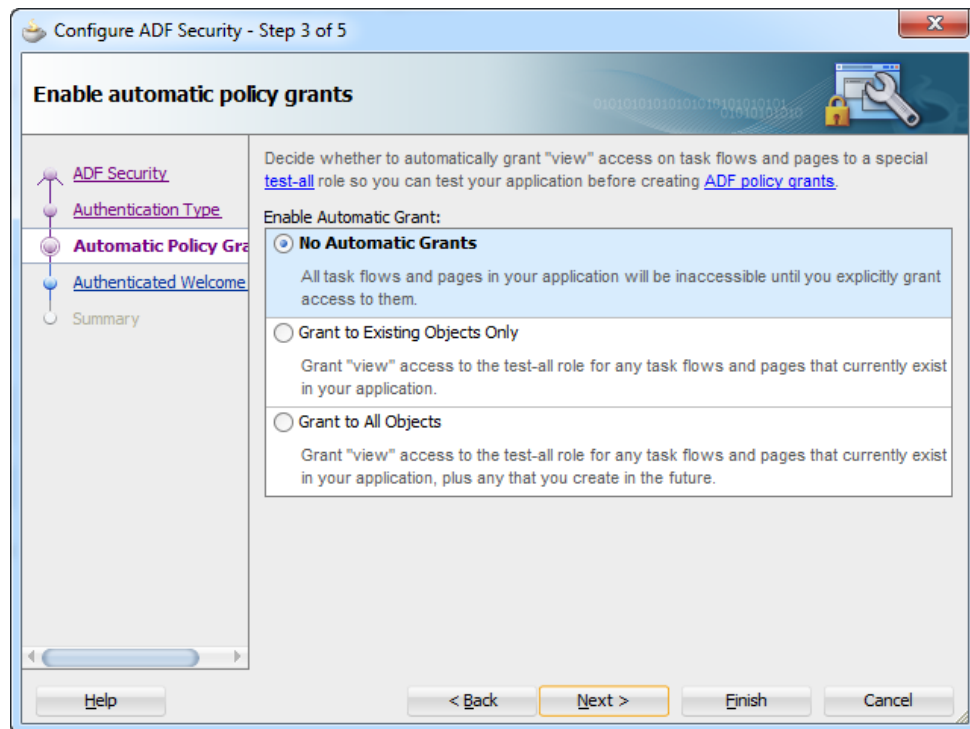 Configure ADF Security - Step 3 of 5
x
Enable automatic policy grants
01010101010101010101010101
01010101010
ADF Security
Authentication Type
Automatic Policy Gra
Authenticated Welcome
Summary
Decide whether to automatically grant "view" access on task flows and pages to a special
test-all role so you can test your application before creating ADF policy grants.
Enable Automatic Grant:
No Automatic Grants
All task flows and pages in your application will be inaccessible until you explicitly grant
access to them.
Grant to Existing Objects Only
Grant "view" access to the test-all role for any task flows and pages that currently exist
in your application.
Grant to All Objects
Grant "view" access to the test-all role for any task flows and pages that currently exist
in your application, plus any that you create in the future.
Help
< Back
Next >
Finish
Cancel